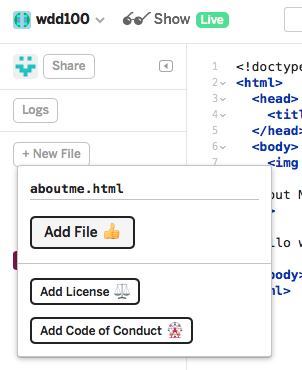 wdd100
Show
Live
Share
Logs
+ New File
aboutme.html
Add File
Add License
Add Code of Conduct
1 <!doctype
2 <html>
3 <head>
4 <titl
5 </head>
6 <body>
7 <img
out N
>
llo w
body>
ml>